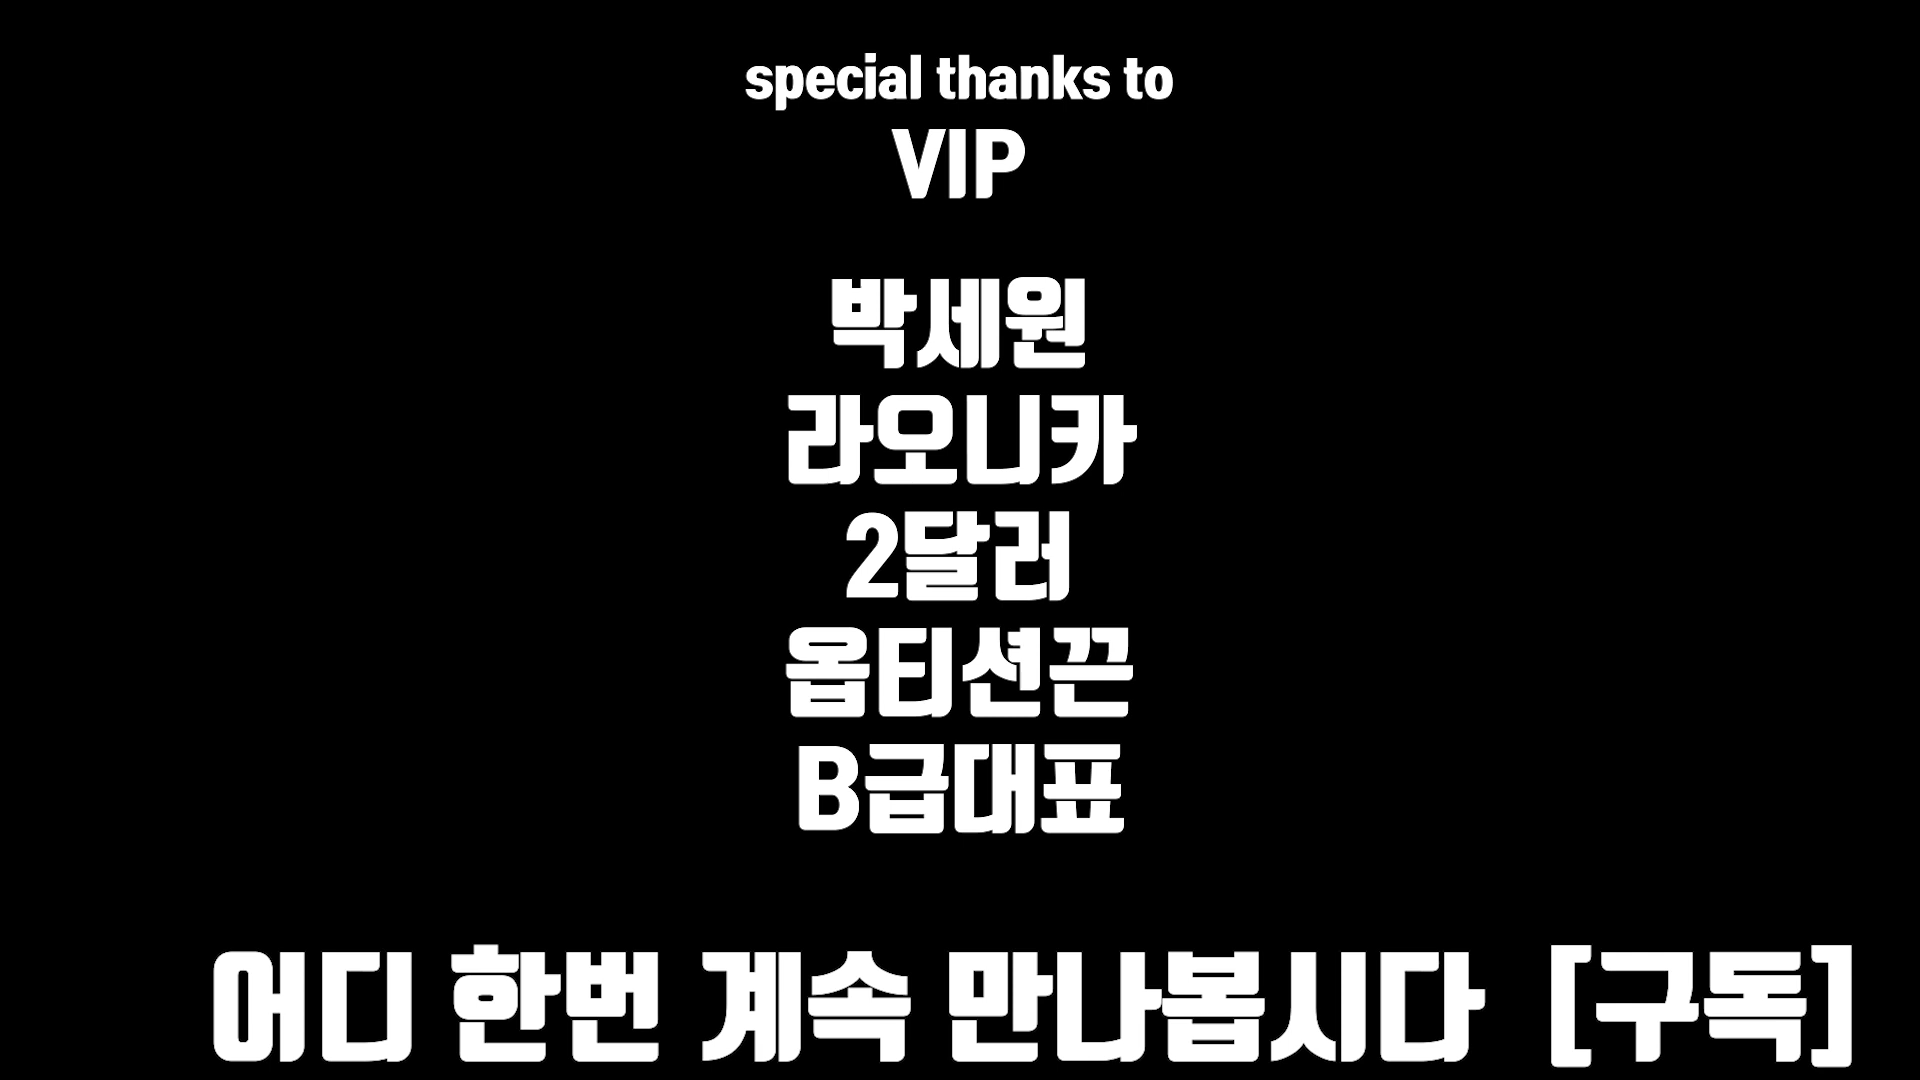 special thanks to
VIP
박세원
라오니카
2달러
옵티션끈
B급대표
어디 한번 계속 만나봅시다 [구독]